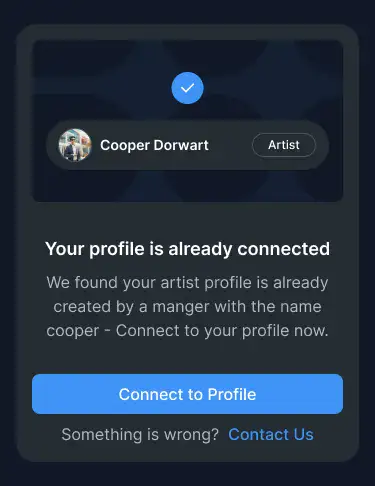 Cooper Dorwart Artist
Your profile is already connected
We found your artist profile is already
created by a manger with the name
cooper - Connect to your profile now.
Connect to Profile
Something is wrong? Contact Us